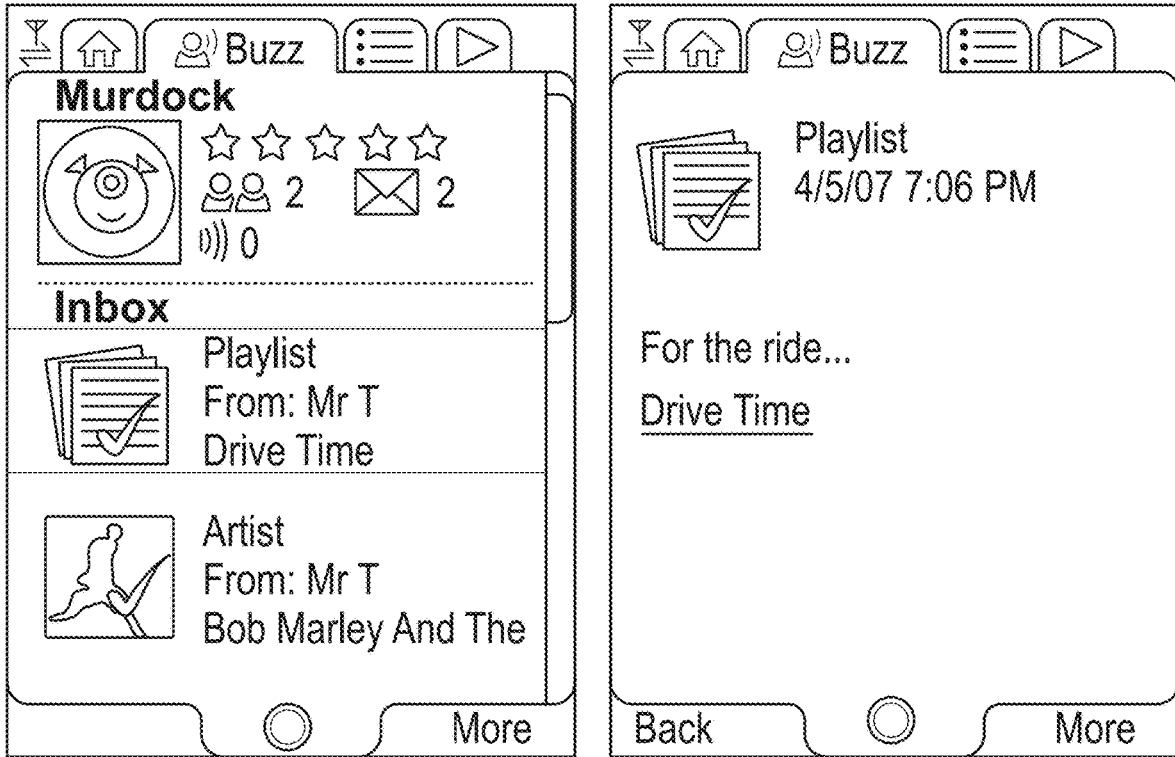 Buzz
Murdock
2 2
0
Inbox
Playlist
From: Mr T
Drive Time
Artist
From: Mr T
Bob Marley And The
More
Buzz
Playlist
4/5/07 7:06 PM
For the ride...
Drive Time
Back More